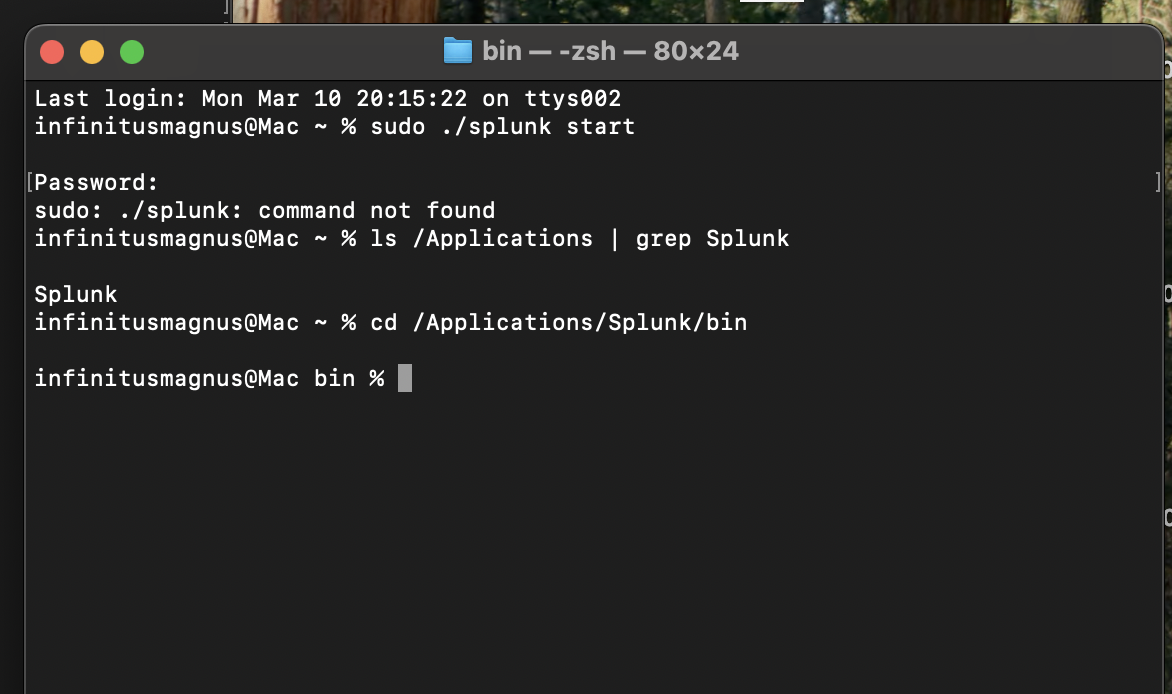 bin — -zsh — 80×24
Last login: Mon Mar 10 20:15:22 on ttys002
infinitusmagnus@Mac ~ % sudo ./splunk start
[Password: ]
sudo: ./splunk: command not found
infinitusmagnus@Mac ~ % ls /Applications | grep Splunk
Splunk
infinitusmagnus@Mac ~ % cd /Applications/Splunk/bin
infinitusmagnus@Mac bin %